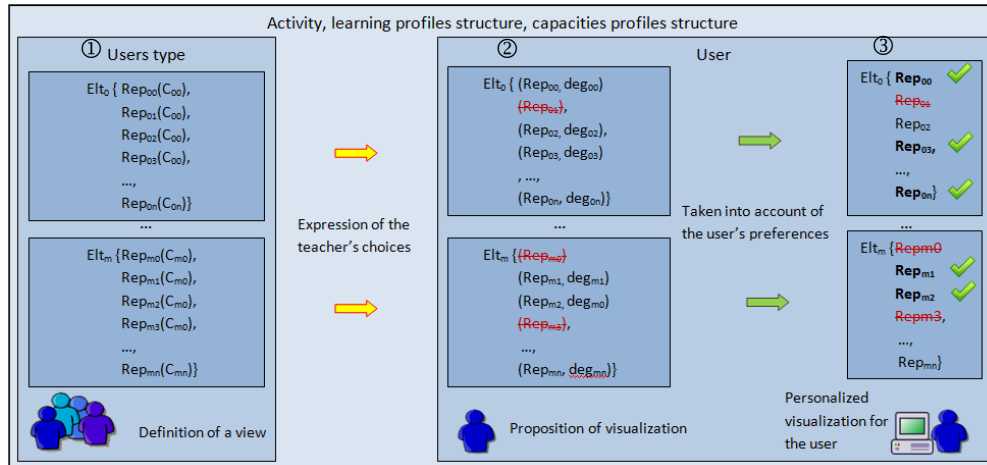 Activity, learning profiles structure, capacities profiles structure
① Users type
Elt₀ { Rep₀₀(C₀₀),
Rep₀₁(C₀₀),
Rep₀₂(C₀₀),
Rep₀₃(C₀₀),
...,
Rep₀ₙ(C₀ₙ)}
...
Eltₘ {Repₘ₀(Cₘ₀),
Repₘ₁(Cₘ₀),
Repₘ₂(Cₘ₀),
Repₘ₃(Cₘ₀),
...,
Repₘₙ(Cₘₙ)}
Definition of a view
Expression of the
teacher's choices
② User
Elt₀ { (Rep₀₀, deg₀₀)
(Rep₀₁),
(Rep₀₂, deg₀₂),
(Rep₀₃, deg₀₃)
, ...,
(Rep₀ₙ, deg₀ₙ)}
...
Eltₘ {(Repₘ₀)
(Repₘ₁, degₘ₁)
(Repₘ₂, degₘ₀)
(Repₘ₃),
...,
(Repₘₙ, degₘₙ)}
Proposition of visualization
Taken into account of
the user's preferences
③
Elt₀ { Rep₀₀
Rep₀₁
Rep₀₂
Rep₀₃,
...,
Rep₀ₙ}
...
Eltₘ {Repm0
Repₘ₁
Repₘ₂
Repm3,
...,
Repₘₙ}
Personalized
visualization for
the user